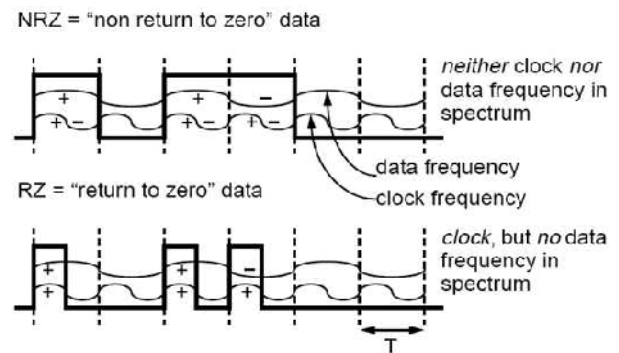 NRZ = “non return to zero” data
neither clock nor
data frequency in
spectrum
+ + −
+ − + − + −
data frequency
clock frequency
RZ = “return to zero” data
clock, but no data
frequency in
spectrum
+ + −
+ + +
T